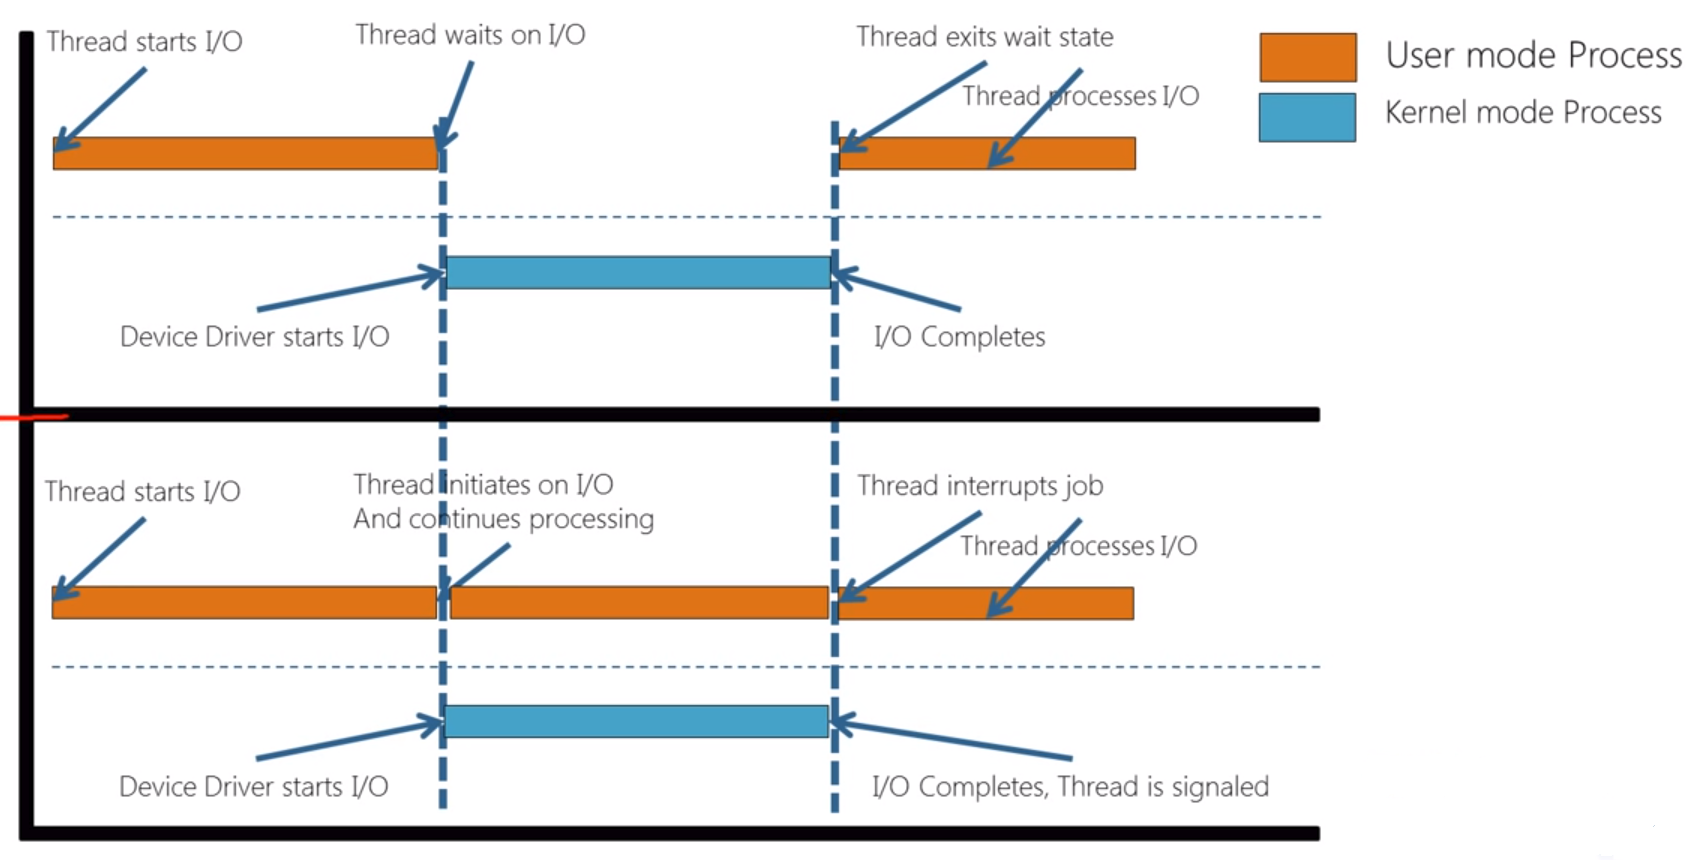 Thread starts I/O
Thread waits on I/O
Thread exits wait state
Thread processes I/O
User mode Process
Kernel mode Process
Device Driver starts I/O
I/O Completes
Thread starts I/O
Thread initiates on I/O
And continues processing
Thread interrupts job
Thread processes I/O
Device Driver starts I/O
I/O Completes, Thread is signaled